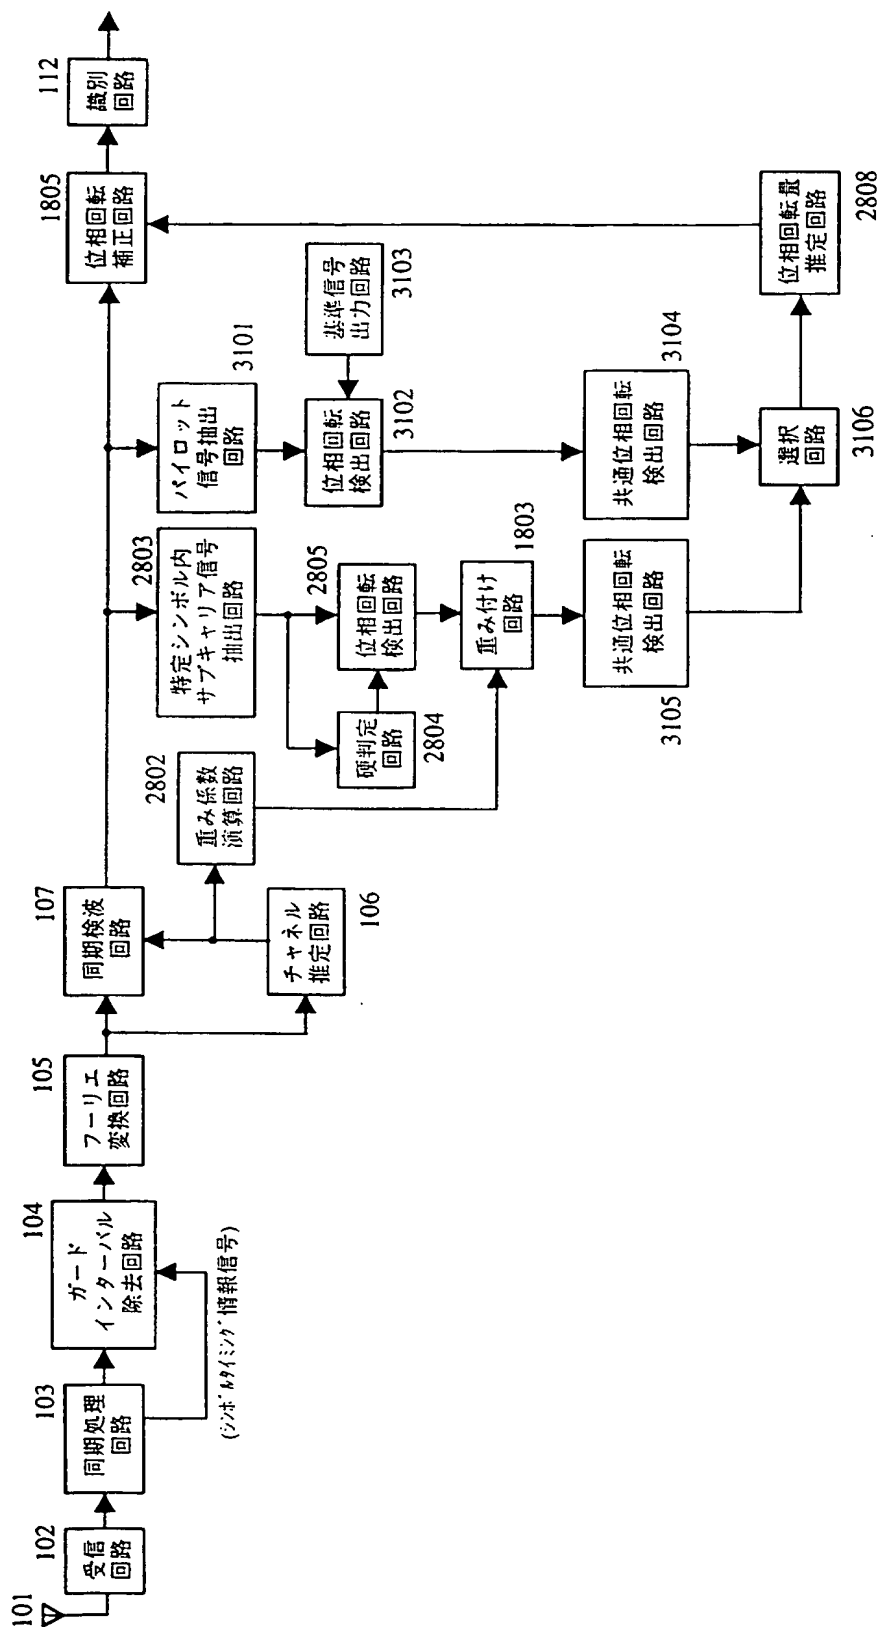 101
102
受信
回路
103
同期処理
回路
(シンボルタイミング情報信号)
104
ガード
インターバル
除去回路
105
フーリエ
変換回路
107
同期検波
回路
106
チャネル
推定回路
2802
重み係数
演算回路
2803
特定シンボル内
サブキャリア信号
抽出回路
2804
硬判定
回路
2805
位相回転
検出回路
1803
重み付け
回路
3105
共通位相回転
検出回路
3101
パイロット
信号抽出
回路
3102
位相回転
検出回路
3103
基準信号
出力回路
3104
共通位相回転
検出回路
3106
選択
回路
2808
位相回転量
推定回路
1805
位相回転
補正回路
112
識別
回路